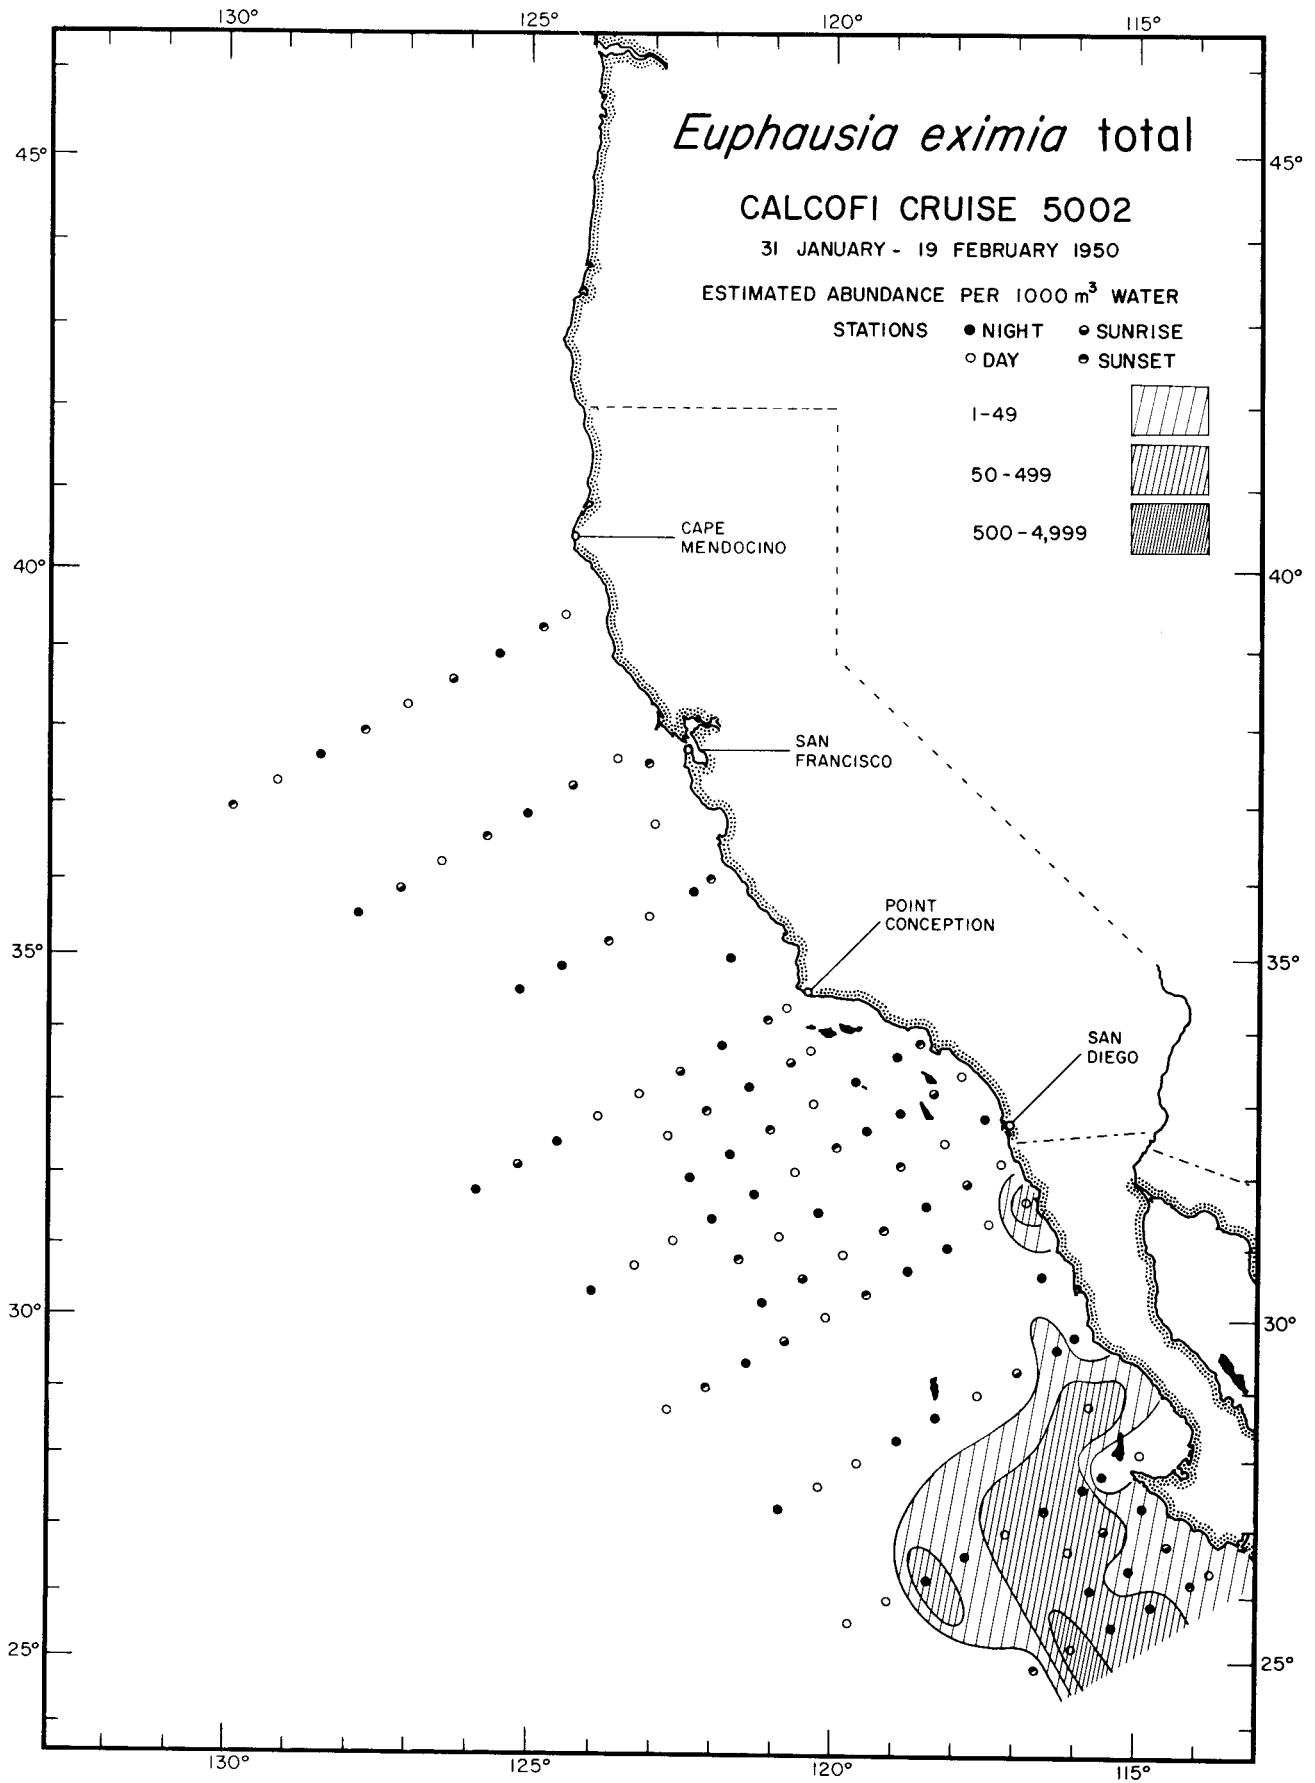 130°
125°
120°
115°
Euphausia eximia total
45°
45°
CALCOFI CRUISE 5002
31 JANUARY - 19 FEBRUARY 1950
ESTIMATED ABUNDANCE PER 1000 m³ WATER
STATIONS
NIGHT
SUNRISE
DAY
SUNSET
1-49
50-499
500-4,999
CAPE
MENDOCINO
40°
40°
SAN
FRANCISCO
POINT
CONCEPTION
35°
35°
SAN
DIEGO
30°
30°
25°
25°
130°
125°
120°
115°